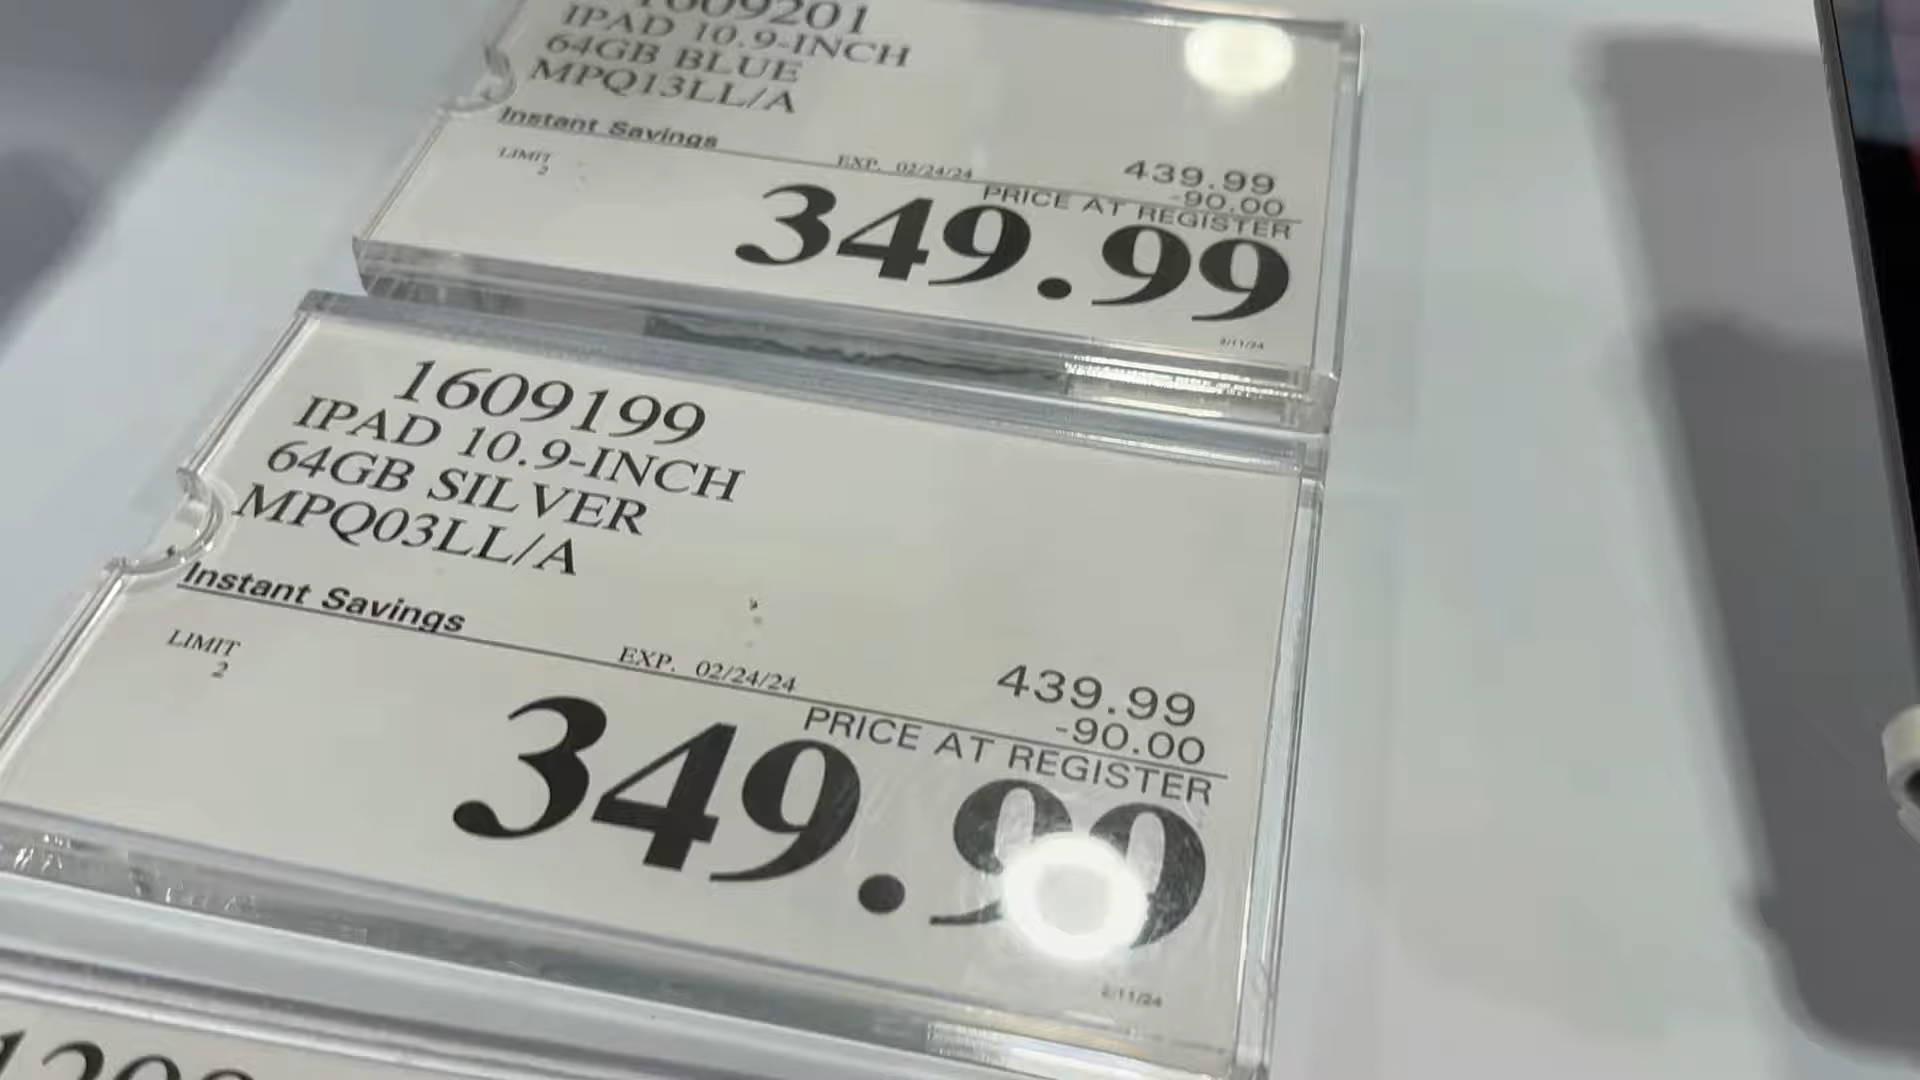 1609201
IPAD 10.9-INCH
64GB BLUE
MPQ13LL/A
Instant Savings
LIMIT
2
EXP. 02/24/24
439.99
-90.00
PRICE AT REGISTER
349.99
2/11/24
1609199
IPAD 10.9-INCH
64GB SILVER
MPQ03LL/A
Instant Savings
LIMIT
2
EXP. 02/24/24
439.99
-90.00
PRICE AT REGISTER
349.99
2/11/24